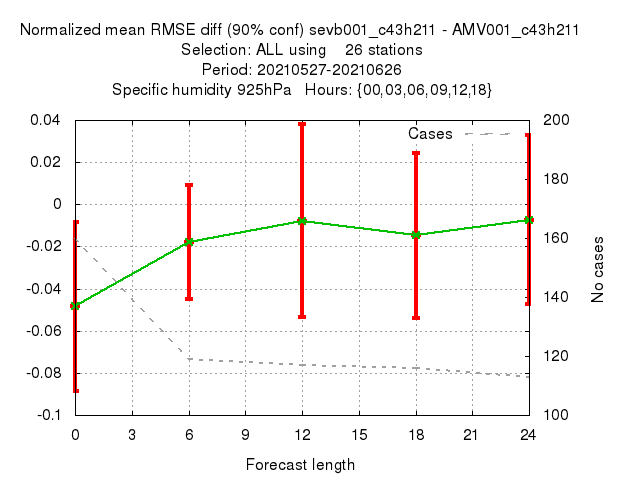 Normalized mean RMSE diff (90% conf) sevb001_c43h211 - AMV001_c43h211
Selection: ALL using    26 stations
Period: 20210527-20210626
Specific humidity 925hPa   Hours: {00,03,06,09,12,18}
Cases
0.04
0.02
0
-0.02
-0.04
-0.06
-0.08
-0.1
200
180
160
140
120
100
No cases
0 3 6 9 12 15 18 21 24
Forecast length